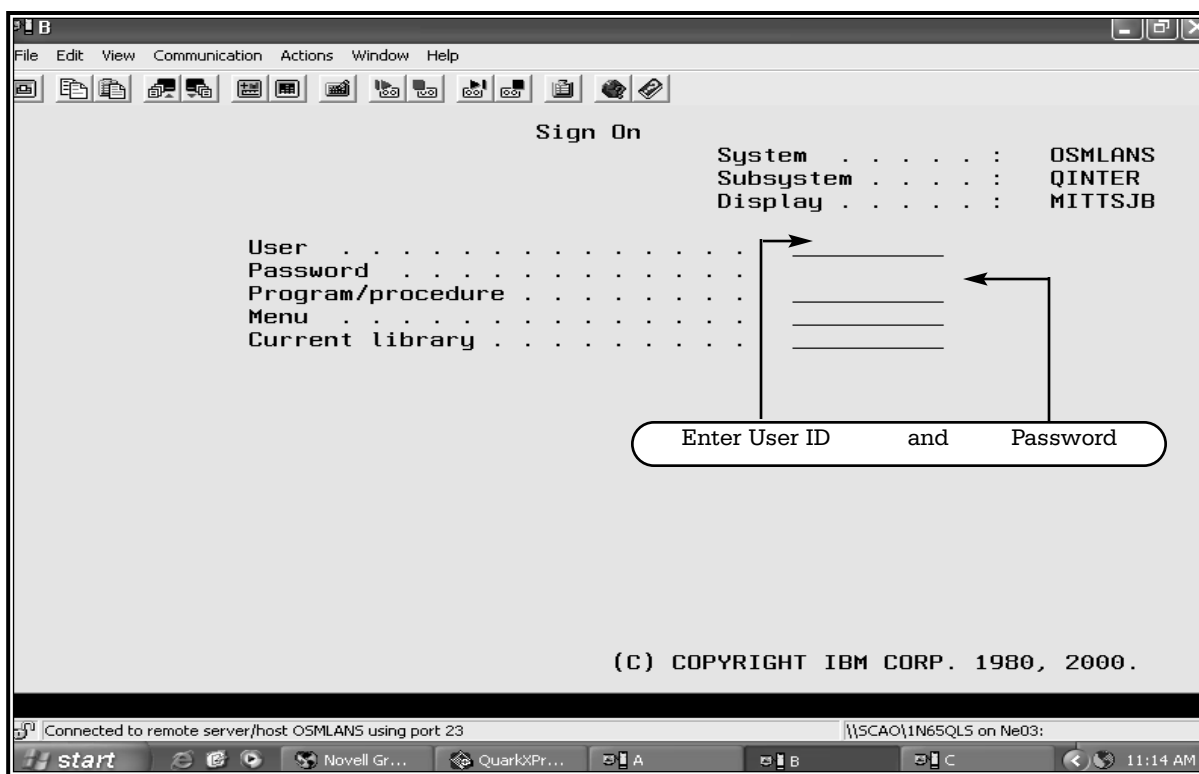 B
File Edit View Communication Actions Window Help
Sign On
System . . . . . : OSMLANS
Subsystem . . . . : QINTER
Display . . . . . : MITTSJB
User . . . . . . . . . . . . . .
Password . . . . . . . . . . . .
Program/procedure . . . . . . . .
Menu . . . . . . . . . . . . . .
Current library . . . . . . . . .
Enter User ID and Password
(C) COPYRIGHT IBM CORP. 1980, 2000.
Connected to remote server/host OSMLANS using port 23 \\SCAO\1N65QLS on Ne03:
start Novell Gr... QuarkXPr... A B C 11:14 AM